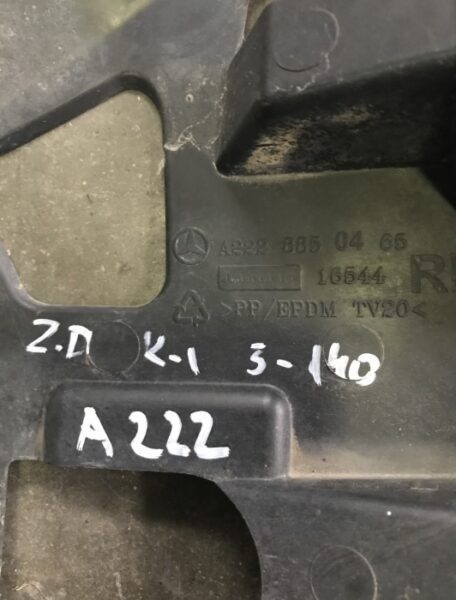 A222 885 04 65
16544 R
>PP/EPDM TV20<
Z.D K-1 3-140
A222